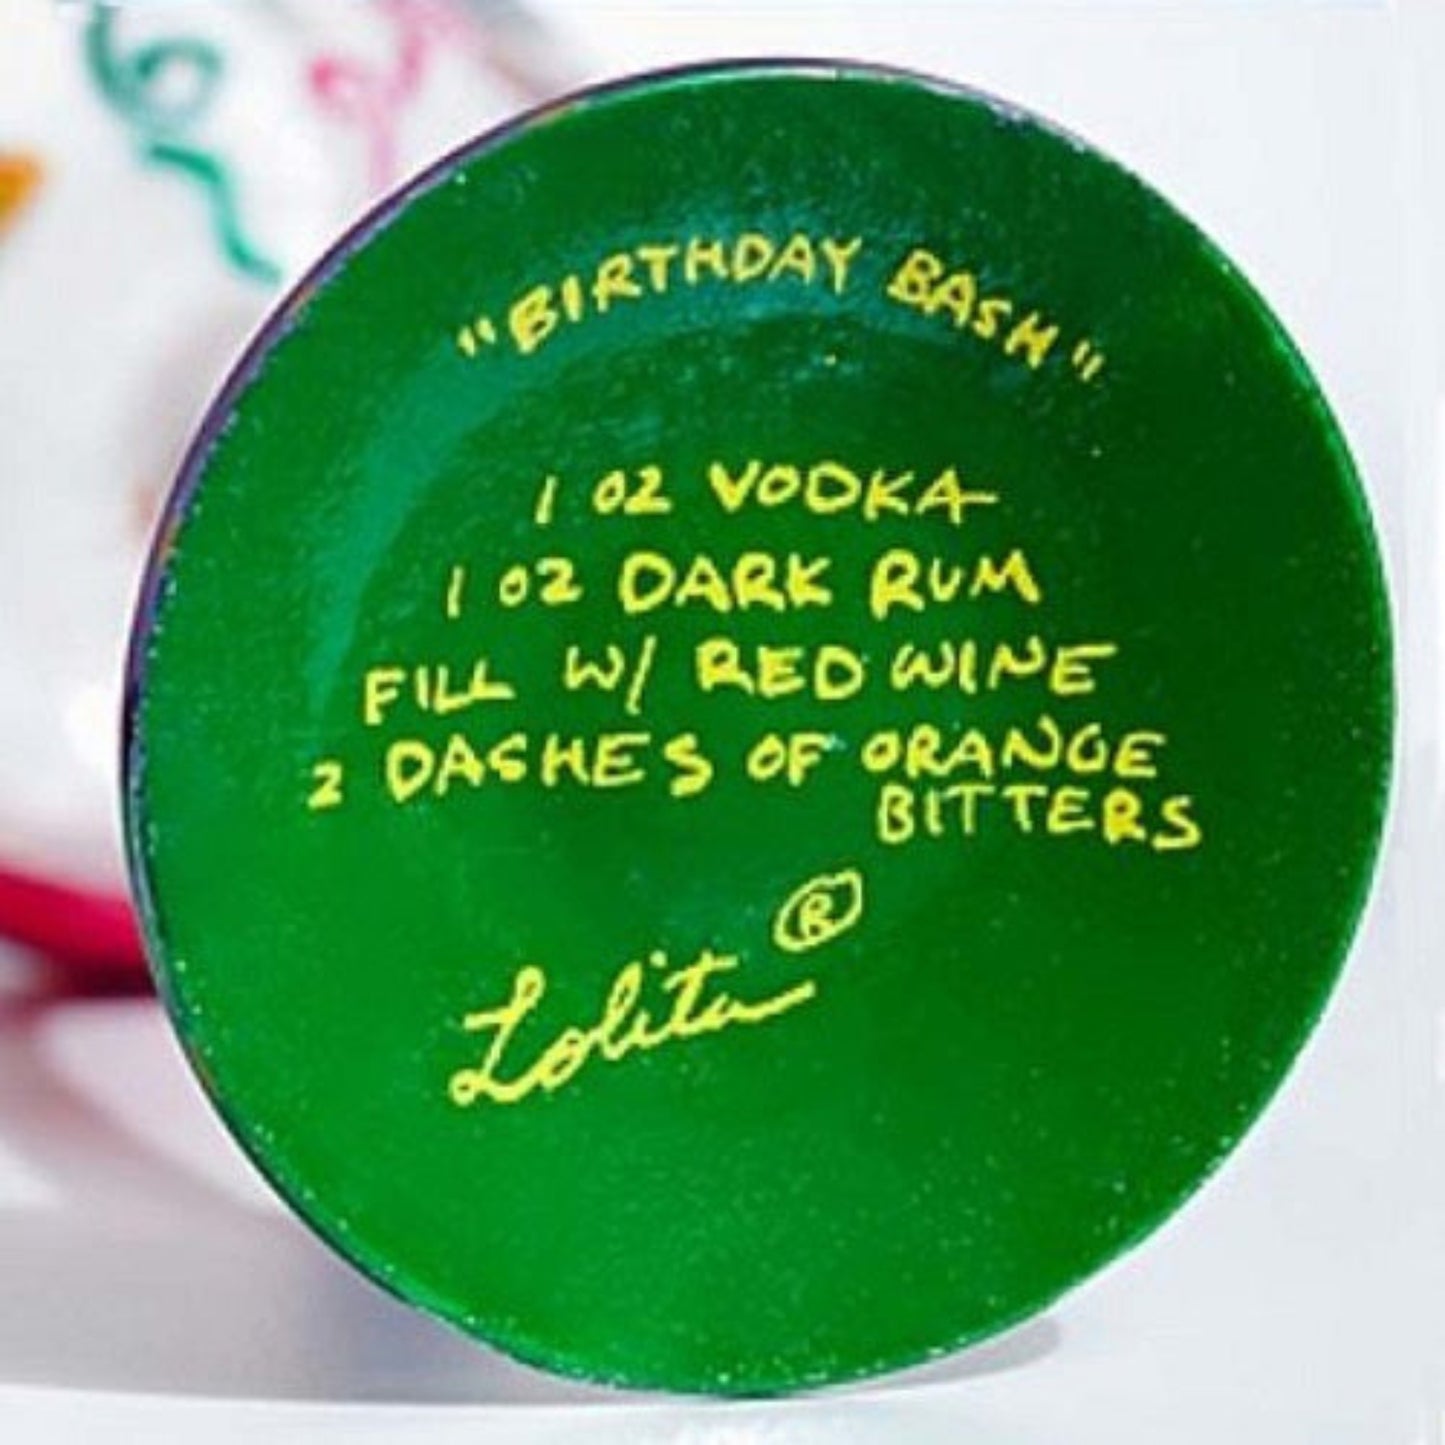 "BIRTHDAY BASH"
1 OZ VODKA
1 OZ DARK RUM
FILL W/ RED WINE
2 DASHES OF ORANGE
BITTERS
Lolita ®